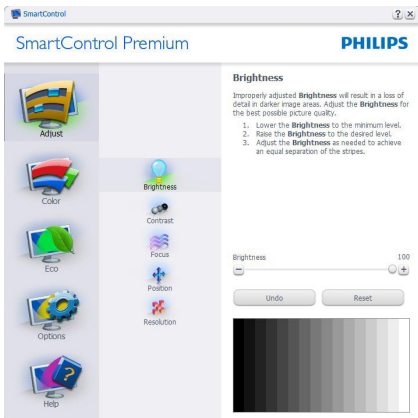 SmartControl
SmartControl Premium
PHILIPS
Adjust
Color
Eco
Options
Help
Brightness
Contrast
Focus
Position
Resolution
Brightness
Improperly adjusted Brightness will result in a loss of
detail in darker image areas. Adjust the Brightness for
the best possible picture quality.
1. Lower the Brightness to the minimum level.
2. Raise the Brightness to the desired level.
3. Adjust the Brightness as needed to achieve
an equal separation of the stripes.
Brightness 100
Undo Reset